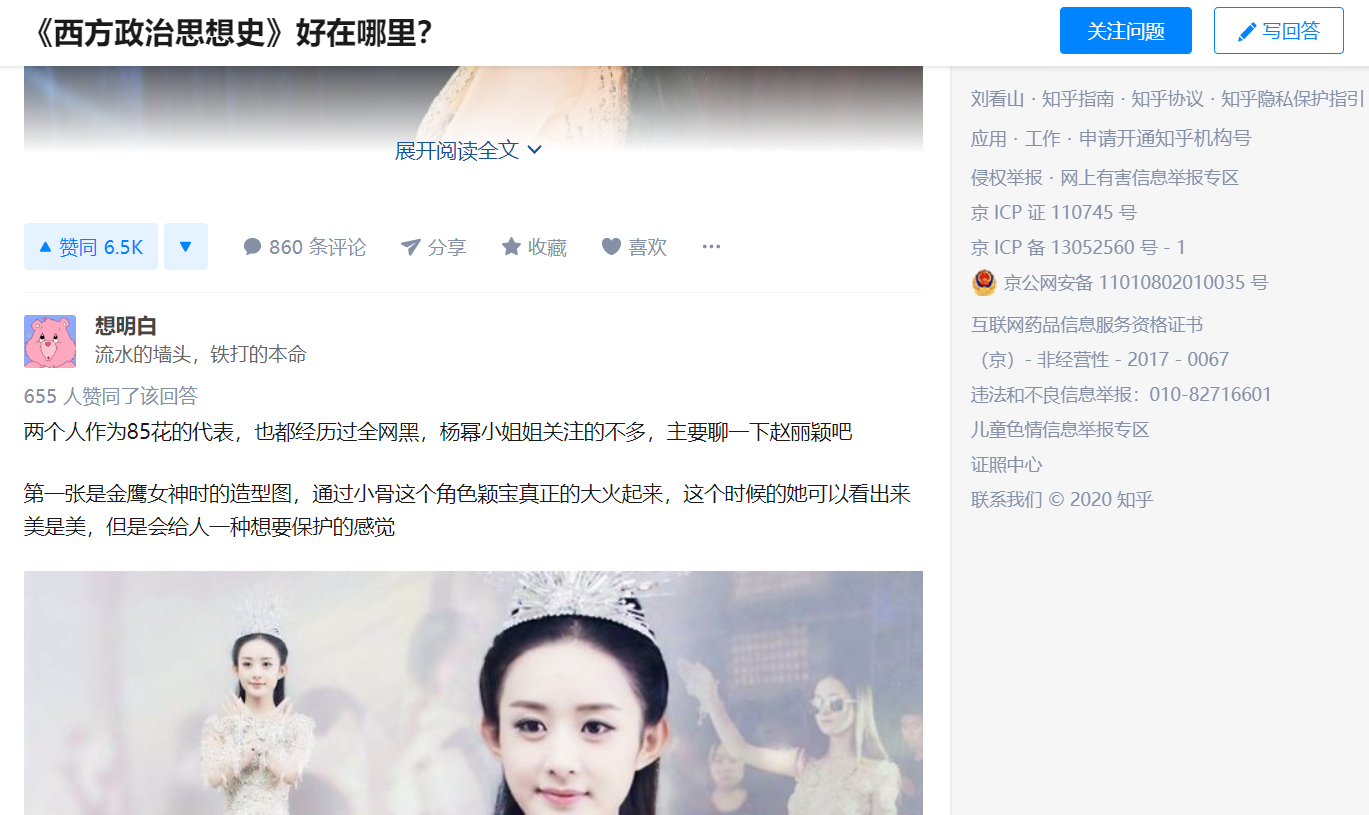 《西方政治思想史》好在哪里？
关注问题
写回答
展开阅读全文
赞同 6.5K
860 条评论
分享
收藏
喜欢
想明白
流水的墙头，铁打的本命
655 人赞同了该回答
两个人作为85花的代表，也都经历过全网黑，杨幂小姐姐关注的不多，主要聊一下赵丽颖吧
第一张是金鹰女神时的造型图，通过小骨这个角色颖宝真正的大火起来，这个时候的她可以看出来
美是美，但是会给人一种想要保护的感觉
刘看山 · 知乎指南 · 知乎协议 · 知乎隐私保护指引
应用 · 工作 · 申请开通知乎机构号
侵权举报 · 网上有害信息举报专区
京 ICP 证 110745 号
京 ICP 备 13052560 号 - 1
京公网安备 11010802010035 号
互联网药品信息服务资格证书
（京）- 非经营性 - 2017 - 0067
违法和不良信息举报：010-82716601
儿童色情信息举报专区
证照中心
联系我们 © 2020 知乎